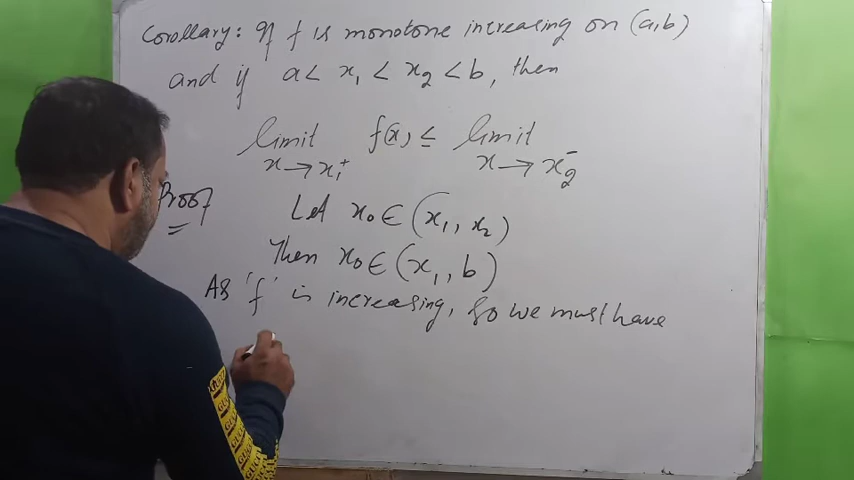 Corollary: If f is monotone increasing on (a,b)
and if a < x₁ < x₂ < b, then
limit f(x) ≤ limit
x → x₁⁺ x → x₂⁻
Proof Let x₀ ∈ (x₁, x₂)
Then x₀ ∈ (x₁, b)
As 'f' is increasing, so we must have